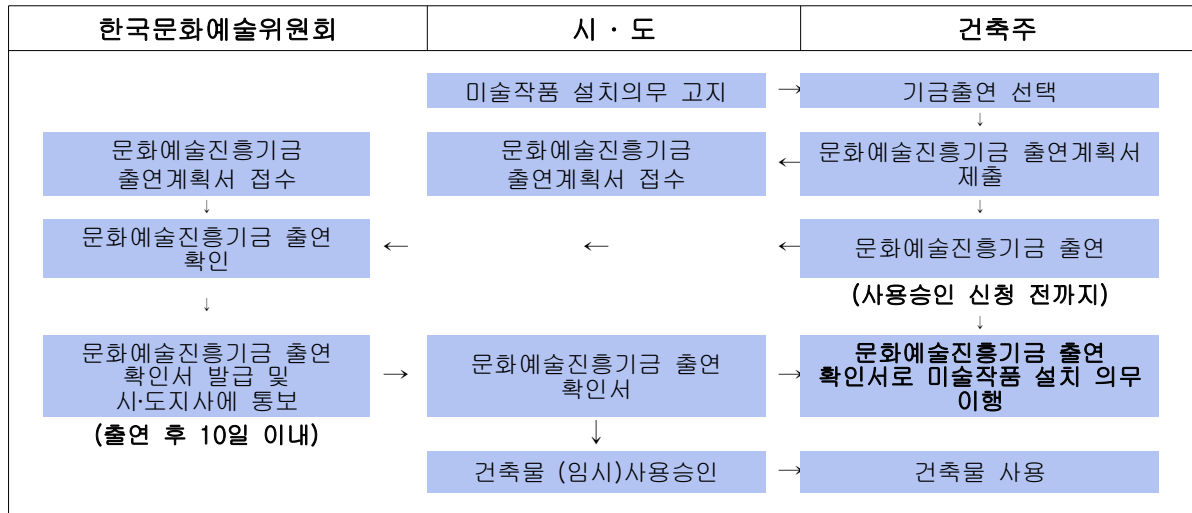 한국문화예술위원회
시 · 도
건축주
미술작품 설치의무 고지
→
기금출연 선택
↓
문화예술진흥기금
출연계획서 접수
문화예술진흥기금
출연계획서 접수
←
문화예술진흥기금 출연계획서
제출
↓
↓
문화예술진흥기금 출연
확인
←
←
←
문화예술진흥기금 출연
(사용승인 신청 전까지)
↓
↓
문화예술진흥기금 출연
확인서 발급 및
시·도지사에 통보
(출연 후 10일 이내)
→
문화예술진흥기금 출연
확인서
→
문화예술진흥기금 출연
확인서로 미술작품 설치 의무
이행
↓
건축물 (임시)사용승인
→
건축물 사용